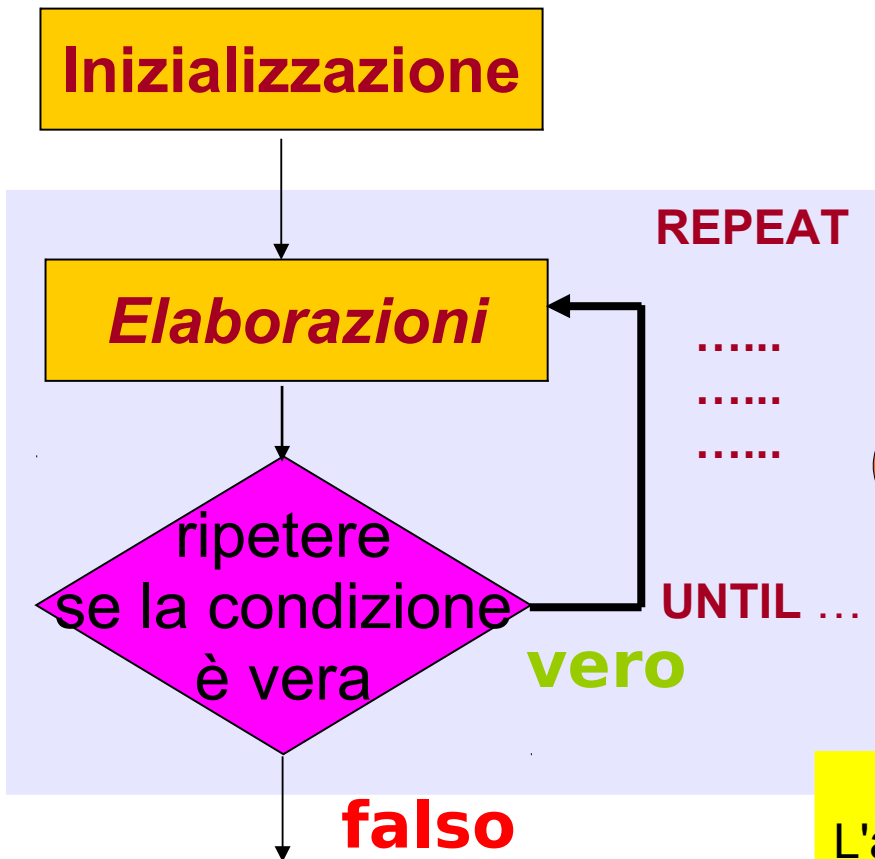 Inizializzazione
REPEAT
Elaborazioni
…...
…...
…...
ripetere
se la condizione
è vera
UNTIL …
vero
falso
L'a